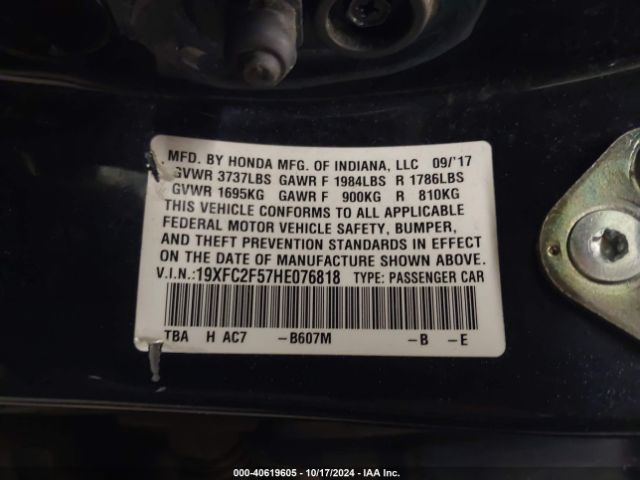 MFD. BY HONDA MFG. OF INDIANA, LLC 09/'17
GVWR 3737LBS GAWR F 1984LBS R 1786LBS
GVWR 1695KG GAWR F 900KG R 810KG
THIS VEHICLE CONFORMS TO ALL APPLICABLE
FEDERAL MOTOR VEHICLE SAFETY, BUMPER,
AND THEFT PREVENTION STANDARDS IN EFFECT
ON THE DATE OF MANUFACTURE SHOWN ABOVE.
V.I.N.:19XFC2F57HE076818 TYPE: PASSENGER CAR
TBA H AC7 -B607M -B -E
000-40619605 - 10/17/2024 - IAA Inc.